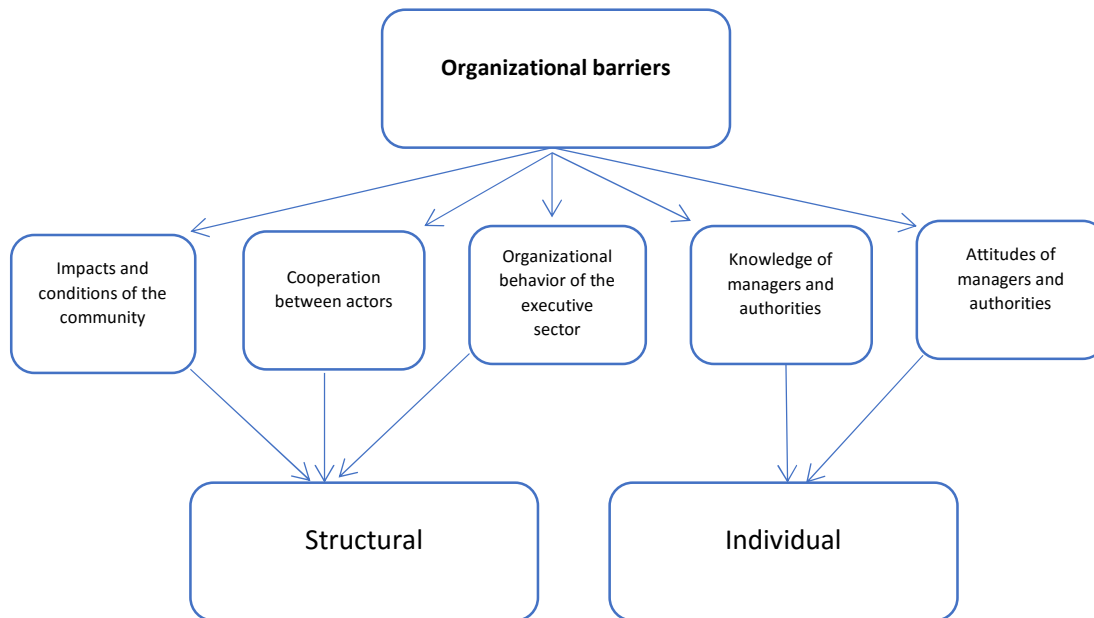 Organizational barriers
Impacts and
conditions of the
community
Cooperation
between actors
Organizational
behavior of the
executive
sector
Knowledge of
managers and
authorities
Attitudes of
managers and
authorities
Structural
Individual